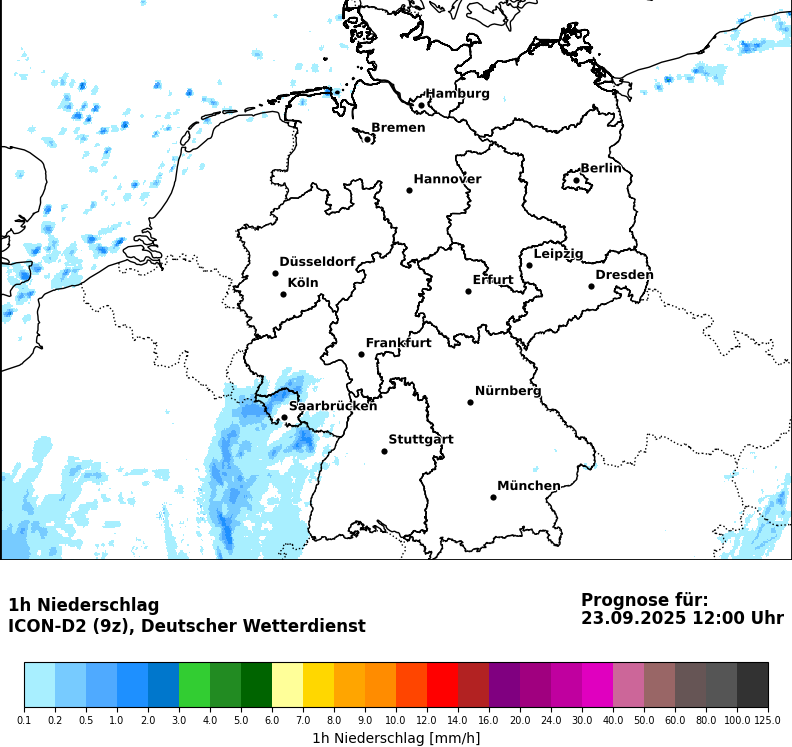 Hamburg
Bremen
Berlin
Hannover
Leipzig
Düsseldorf
Dresden
Köln
Erfurt
Frankfurt
Nürnberg
Saarbrücken
Stuttgart
München
1h Niederschlag
ICON-D2 (9z), Deutscher Wetterdienst
Prognose für:
23.09.2025 12:00 Uhr
0.1 0.2 0.5 1.0 2.0 3.0 4.0 5.0 6.0 7.0 8.0 9.0 10.0 12.0 14.0 16.0 20.0 24.0 30.0 40.0 50.0 60.0 80.0 100.0 125.0
1h Niederschlag [mm/h]